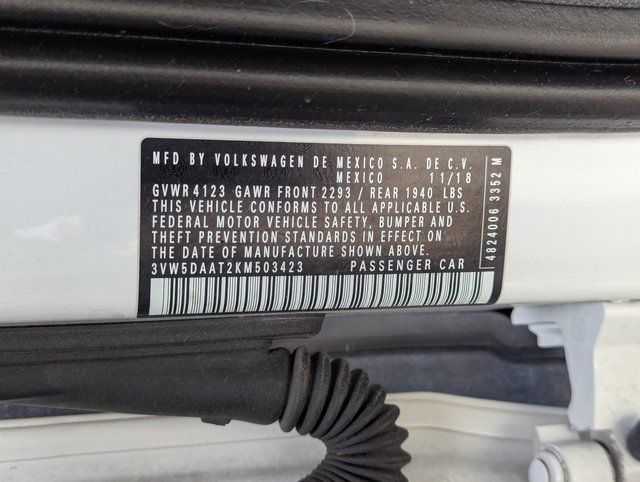 MFD BY VOLKSWAGEN DE MEXICO S.A. DE C.V.
MEXICO 11/18
GVWR 4123 GAWR FRONT 2293 / REAR 1940 LBS
THIS VEHICLE CONFORMS TO ALL APPLICABLE U.S.
FEDERAL MOTOR VEHICLE SAFETY, BUMPER AND
THEFT PREVENTION STANDARDS IN EFFECT ON
THE DATE OF MANUFACTURE SHOWN ABOVE.
3VW5DAAT2KM503423 PASSENGER CAR
4824006 3352 M